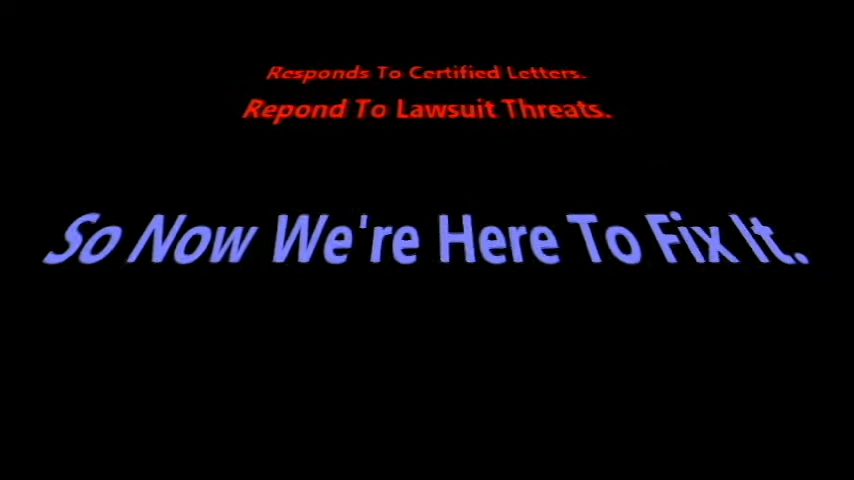 Responds To Certified Letters.
Repond To Lawsuit Threats.
So Now We're Here To Fix It.